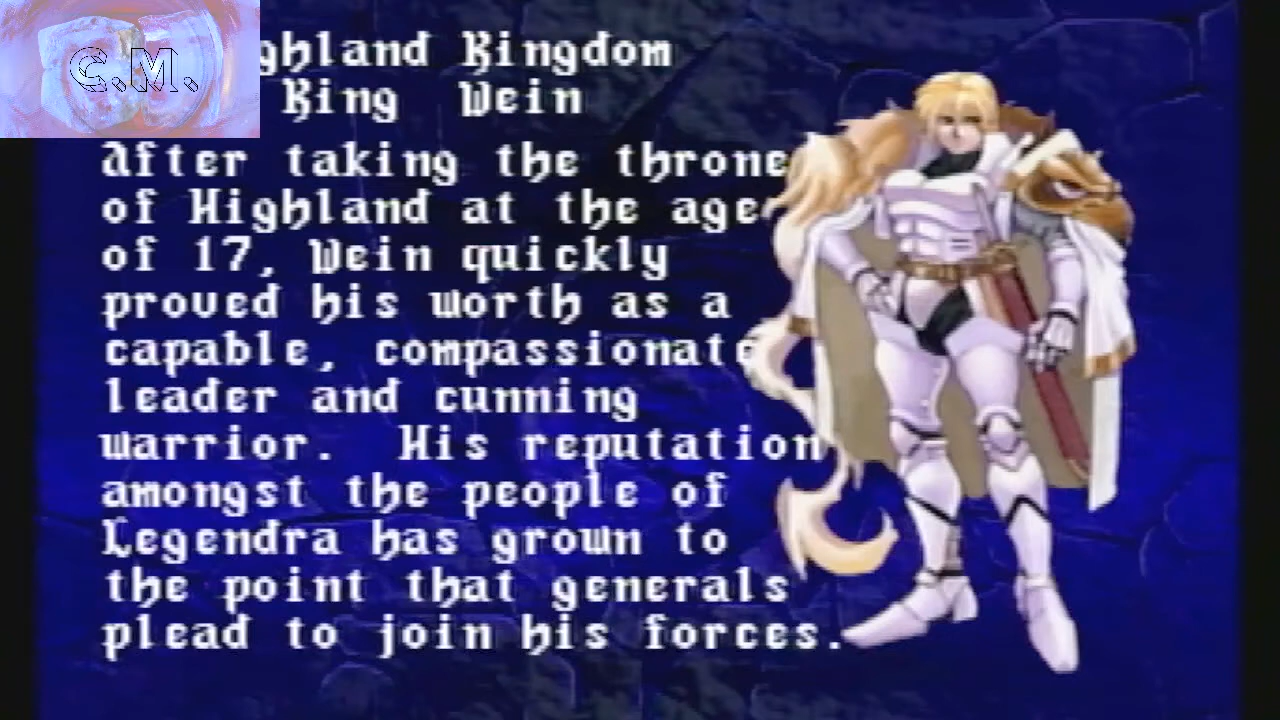 C.M.
ghland Kingdom
King Wein
After taking the throne
of Highland at the age
of 17, Wein quickly
proved his worth as a
capable, compassionate
leader and cunning
warrior. His reputation
amongst the people of
Legendra has grown to
the point that generals
plead to join his forces.